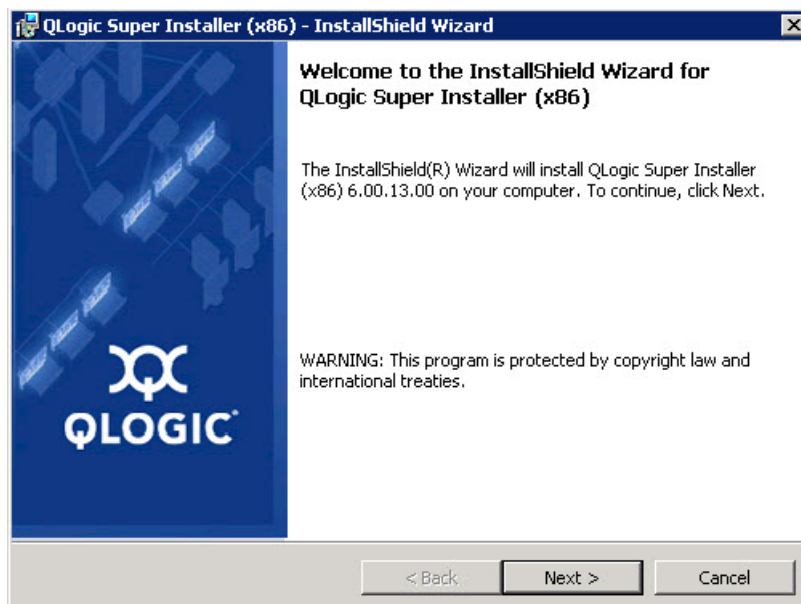 QLogic Super Installer (x86) - InstallShield Wizard
Welcome to the InstallShield Wizard for
QLogic Super Installer (x86)
The InstallShield(R) Wizard will install QLogic Super Installer
(x86) 6.00.13.00 on your computer. To continue, click Next.
WARNING: This program is protected by copyright law and
international treaties.
QLOGIC
< Back
Next >
Cancel